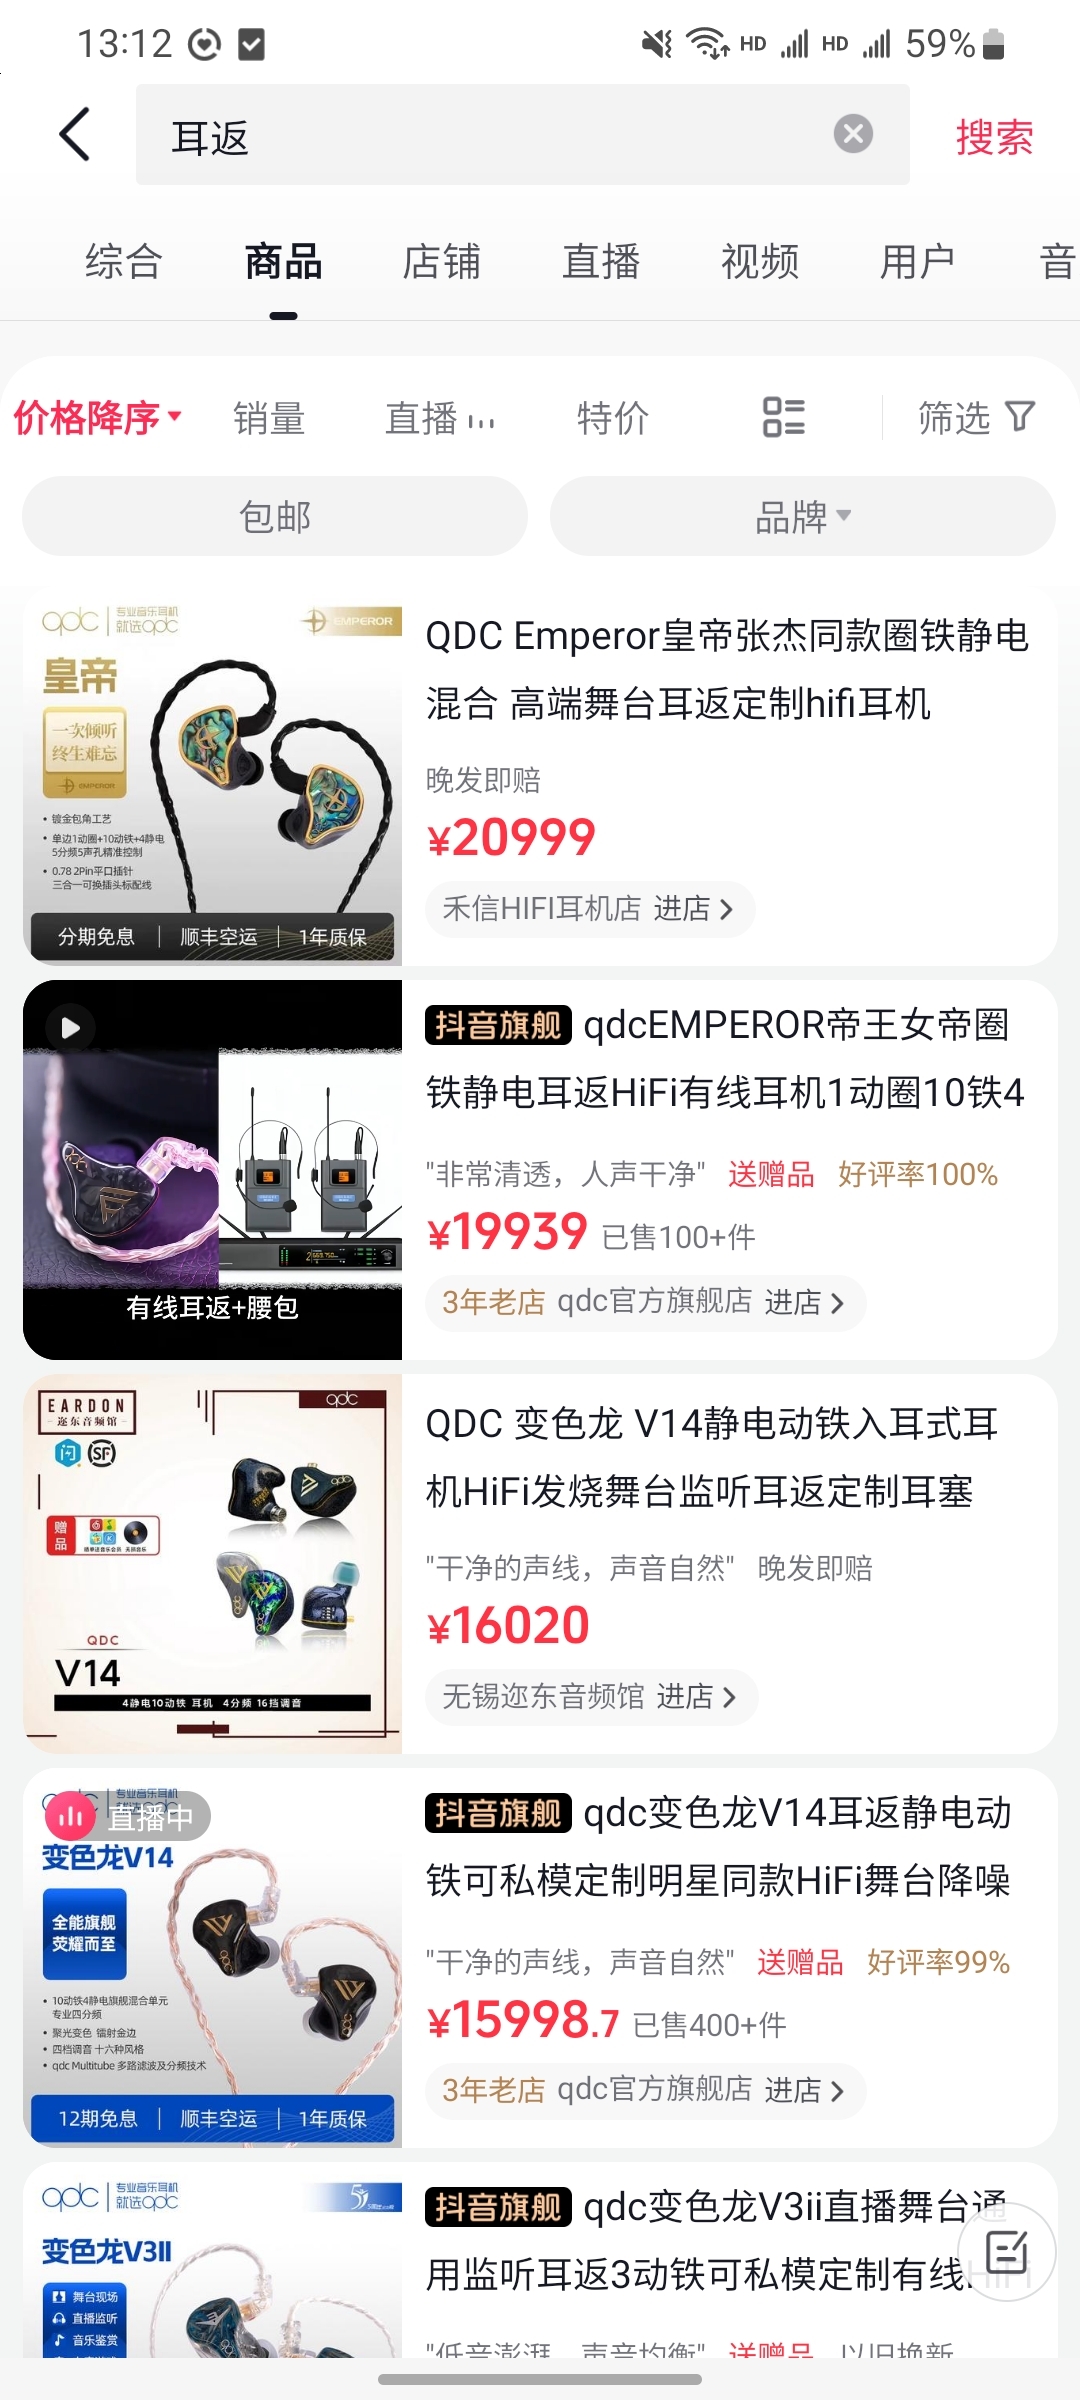 13:12
HD HD 59%
耳返
搜索
综合 商品 店铺 直播 视频 用户 音
价格降序 销量 直播 特价 筛选
包邮 品牌
qdc 专业音乐耳机 就选qdc EMPEROR
皇帝
一次倾听
终生难忘
EMPEROR
• 镀金包角工艺
• 单边1动圈+10动铁+4静电
5分频5声孔精准控制
• 0.78 2Pin平口插针
三合一可换插头标配线
分期免息 | 顺丰空运 | 1年质保
QDC Emperor皇帝张杰同款圈铁静电
混合 高端舞台耳返定制hifi耳机
晚发即赔
¥20999
禾信HIFI耳机店 进店
有线耳返+腰包
抖音旗舰 qdcEMPEROR帝王女帝圈
铁静电耳返HiFi有线耳机1动圈10铁4
"非常清透，人声干净" 送赠品 好评率100%
¥19939 已售100+件
3年老店 qdc官方旗舰店 进店
EARDON
迩东音频馆
qdc
SF
赠品
QDC
V14
4静电10动铁 耳机 4分频 16挡调音
QDC 变色龙 V14静电动铁入耳式耳
机HiFi发烧舞台监听耳返定制耳塞
"干净的声线，声音自然" 晚发即赔
¥16020
无锡迩东音频馆 进店
直播中
变色龙V14
全能旗舰
荧耀而至
• 10动铁4静电旗舰混合单元
专业四分频
• 聚光变色 镭射金边
• 四档调音 十六种风格
• qdc Multitube 多路滤波及分频技术
12期免息 | 顺丰空运 | 1年质保
抖音旗舰 qdc变色龙V14耳返静电动
铁可私模定制明星同款HiFi舞台降噪
"干净的声线，声音自然" 送赠品 好评率99%
¥15998.7 已售400+件
3年老店 qdc官方旗舰店 进店
qdc 专业音乐耳机 就选qdc
变色龙V3II
舞台现场
直播监听
音乐鉴赏
抖音旗舰 qdc变色龙V3ii直播舞台通
用监听耳返3动铁可私模定制有线HiFi
"低音澎湃，声音均衡" 送赠品 以旧换新